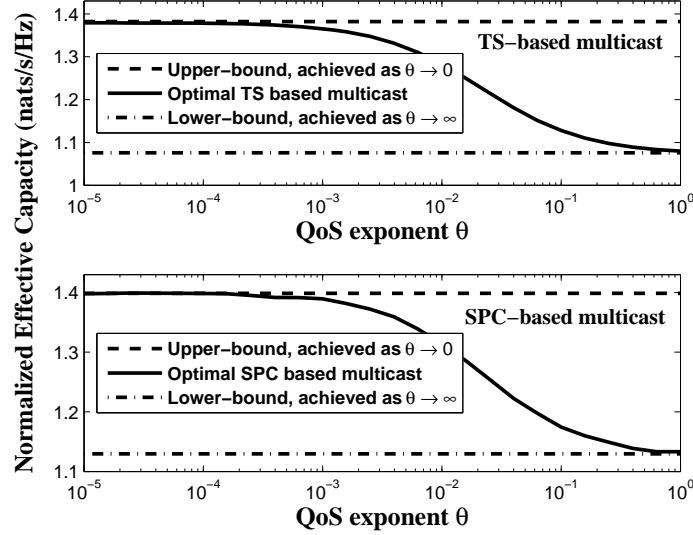 Normalized Effective Capacity (nats/s/Hz)
1.4
1.3
1.2
1.1
1
TS−based multicast
Upper−bound, achieved as θ → 0
Optimal TS based multicast
Lower−bound, achieved as θ → ∞
10^-5 10^-4 10^-3 10^-2 10^-1 10^0
QoS exponent θ
1.4
1.3
1.2
1.1
SPC−based multicast
Upper−bound, achieved as θ → 0
Optimal SPC based multicast
Lower−bound, achieved as θ → ∞
10^-5 10^-4 10^-3 10^-2 10^-1 10^0
QoS exponent θ